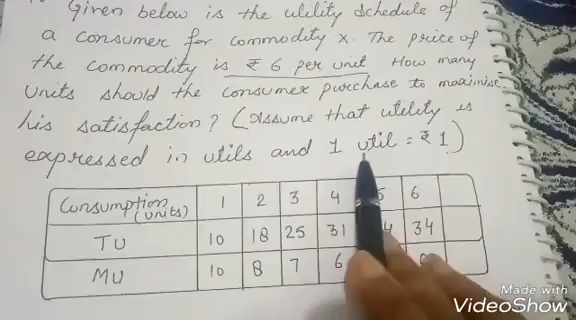 Given below is the utility schedule of
a consumer for commodity x. The price of
the commodity is ₹ 6 per unit How many
units should the consumer purchase to maximise
his satisfaction? (Assume that utility is
expressed in utils and 1 util = ₹ 1)
Consumption (units) 1 2 3 4 5 6
TU 10 18 25 31 34
MU 10 8 7 6
Made with
VideoShow